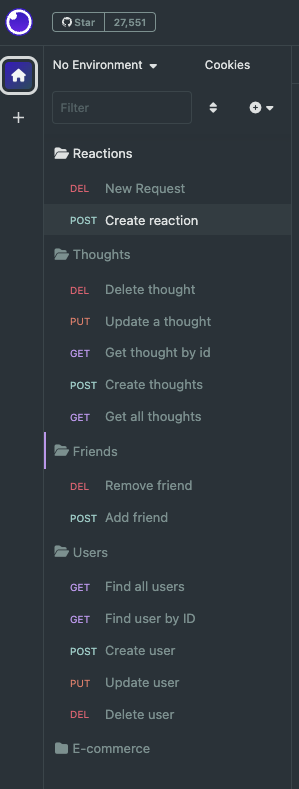 Star 27,551
No Environment Cookies
Filter
Reactions
DEL New Request
POST Create reaction
Thoughts
DEL Delete thought
PUT Update a thought
GET Get thought by id
POST Create thoughts
GET Get all thoughts
Friends
DEL Remove friend
POST Add friend
Users
GET Find all users
GET Find user by ID
POST Create user
PUT Update user
DEL Delete user
E-commerce